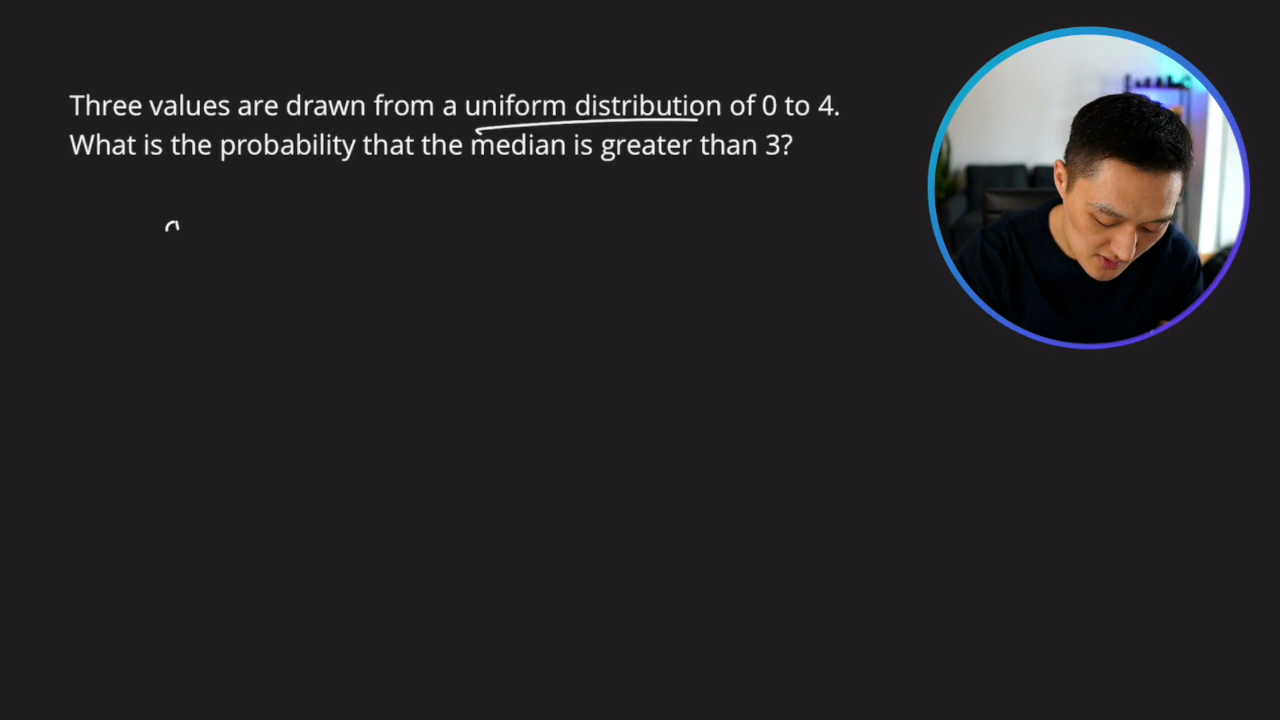 Three values are drawn from a uniform distribution of 0 to 4.
What is the probability that the median is greater than 3?